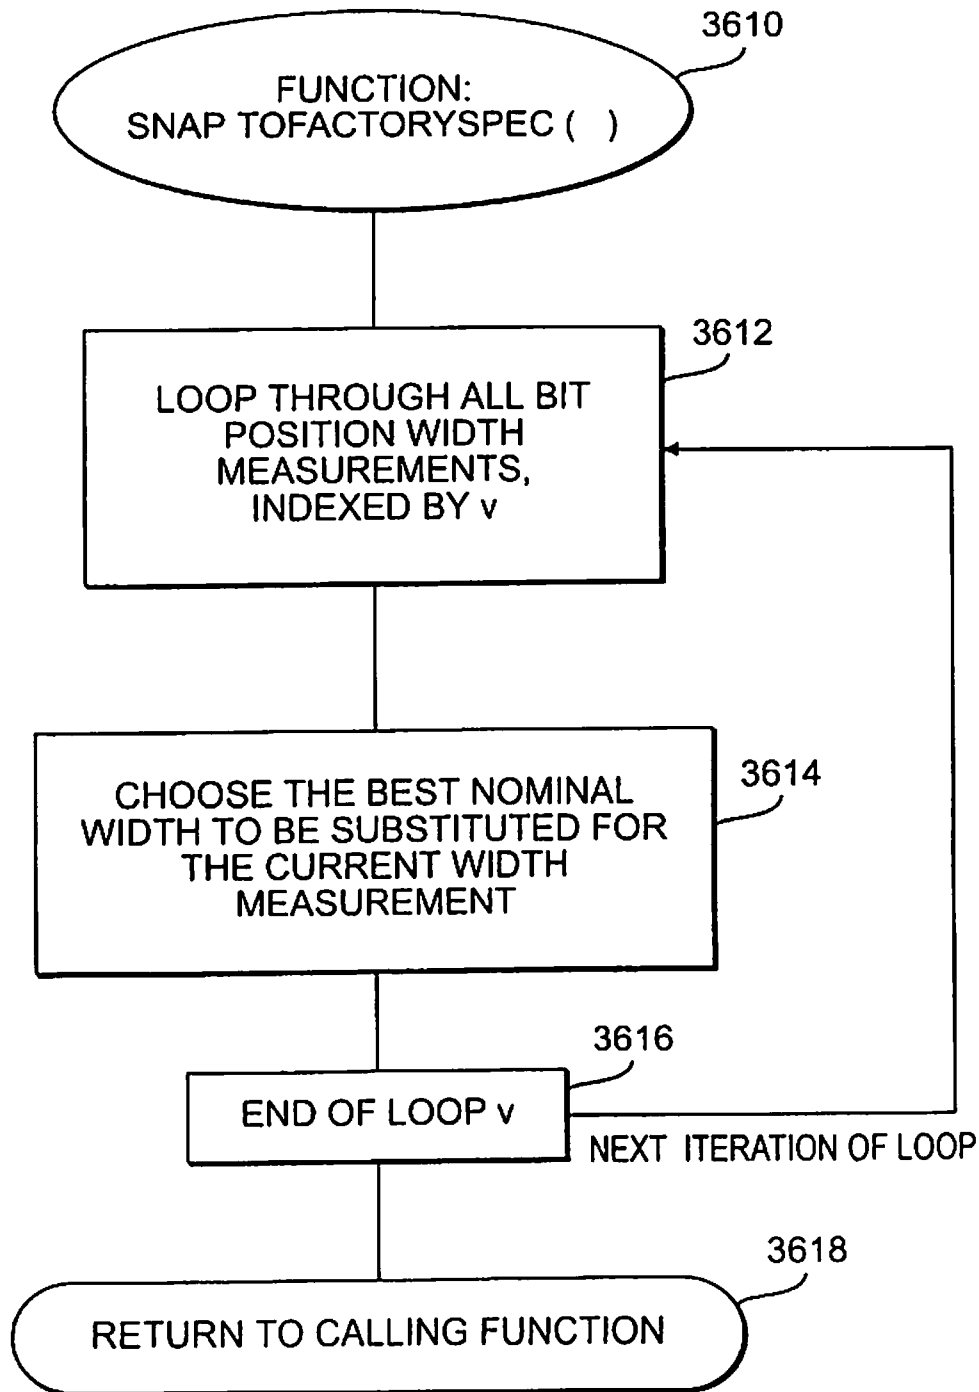 3610
FUNCTION:
SNAP TOFACTORYSPEC ( )
3612
LOOP THROUGH ALL BIT
POSITION WIDTH
MEASUREMENTS,
INDEXED BY v
3614
CHOOSE THE BEST NOMINAL
WIDTH TO BE SUBSTITUTED FOR
THE CURRENT WIDTH
MEASUREMENT
3616
END OF LOOP v
NEXT ITERATION OF LOOP
3618
RETURN TO CALLING FUNCTION